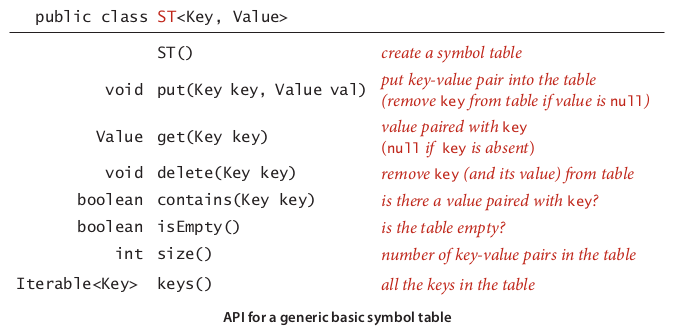 public class ST<Key, Value>
ST() create a symbol table
void put(Key key, Value val) put key-value pair into the table
(remove key from table if value is null)
Value get(Key key) value paired with key
(null if key is absent)
void delete(Key key) remove key (and its value) from table
boolean contains(Key key) is there a value paired with key?
boolean isEmpty() is the table empty?
int size() number of key-value pairs in the table
Iterable<Key> keys() all the keys in the table
API for a generic basic symbol table